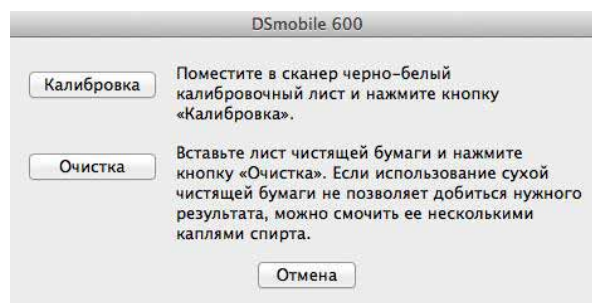 DSmobile 600
Калибровка
Поместите в сканер черно-белый
калибровочный лист и нажмите кнопку
«Калибровка».
Очистка
Вставьте лист чистящей бумаги и нажмите
кнопку «Очистка». Если использование сухой
чистящей бумаги не позволяет добиться нужного
результата, можно смочить ее несколькими
каплями спирта.
Отмена